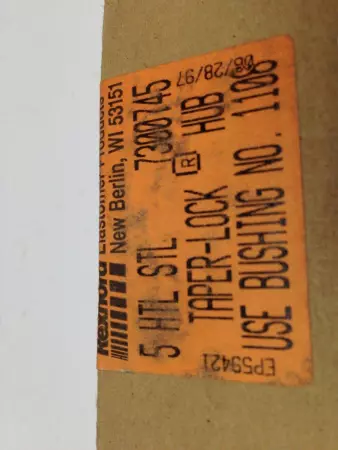 Rexnord Elastomer Products
New Berlin, WI 53151
08/28/97
5 HTL STL 7300745
TAPER-LOCK ® HUB
USE BUSHING NO. 1108
EP59421